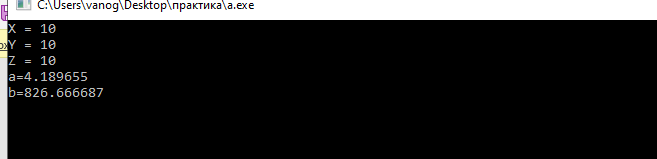 C:\Users\vanog\Desktop\практика\a.exe
X = 10
Y = 10
Z = 10
a=4.189655
b=826.666687